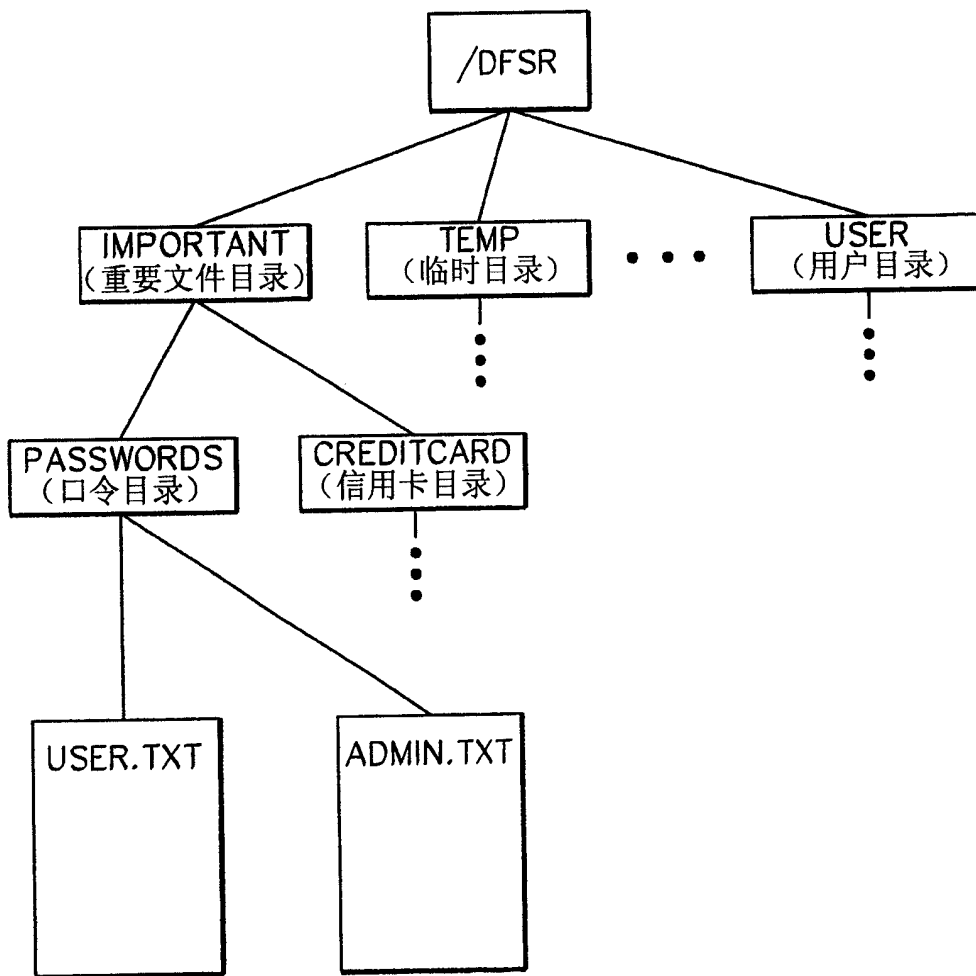 /DFSR
IMPORTANT
（重要文件目录）
TEMP
（临时目录）
USER
（用户目录）
PASSWORDS
（口令目录）
CREDITCARD
（信用卡目录）
USER.TXT
ADMIN.TXT